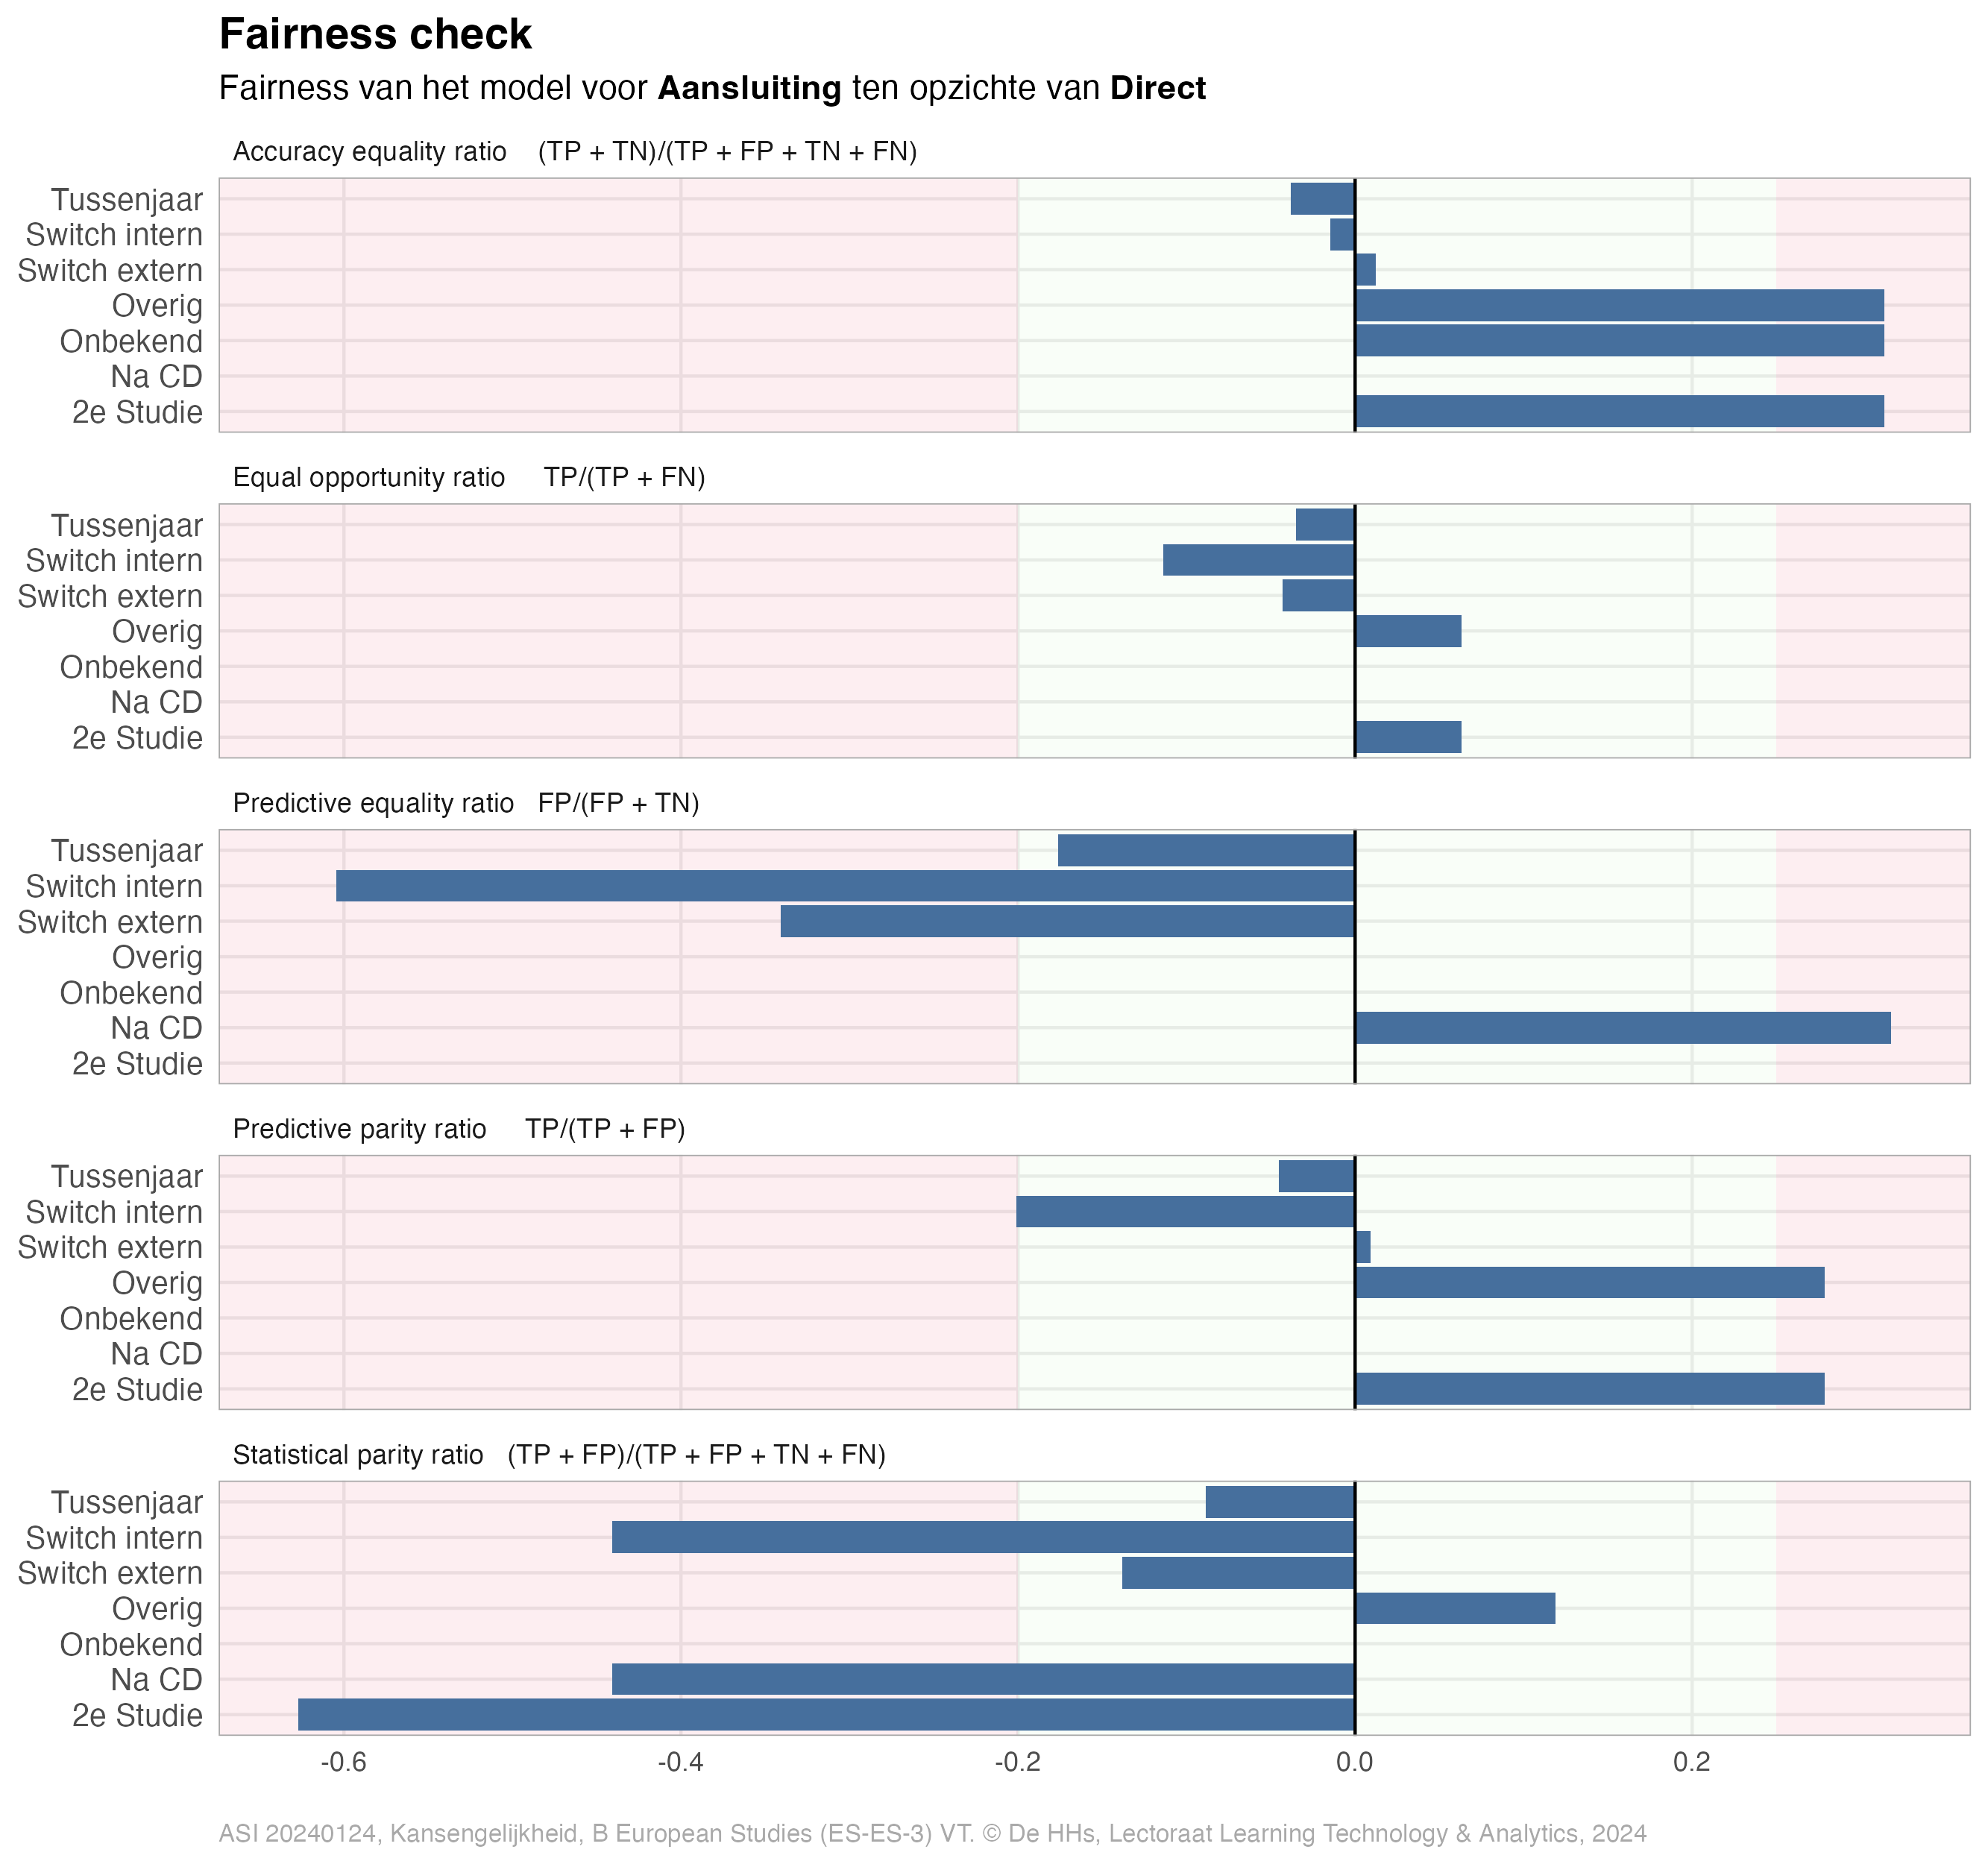 Fairness check
Fairness van het model voor Aansluiting ten opzichte van Direct
Accuracy equality ratio (TP + TN)/(TP + FP + TN + FN)
Tussenjaar
Switch intern
Switch extern
Overig
Onbekend
Na CD
2e Studie
Equal opportunity ratio TP/(TP + FN)
Tussenjaar
Switch intern
Switch extern
Overig
Onbekend
Na CD
2e Studie
Predictive equality ratio FP/(FP + TN)
Tussenjaar
Switch intern
Switch extern
Overig
Onbekend
Na CD
2e Studie
Predictive parity ratio TP/(TP + FP)
Tussenjaar
Switch intern
Switch extern
Overig
Onbekend
Na CD
2e Studie
Statistical parity ratio (TP + FP)/(TP + FP + TN + FN)
Tussenjaar
Switch intern
Switch extern
Overig
Onbekend
Na CD
2e Studie
-0.6 -0.4 -0.2 0.0 0.2
ASI 20240124, Kansengelijkheid, B European Studies (ES-ES-3) VT. © De HHs, Lectoraat Learning Technology & Analytics, 2024